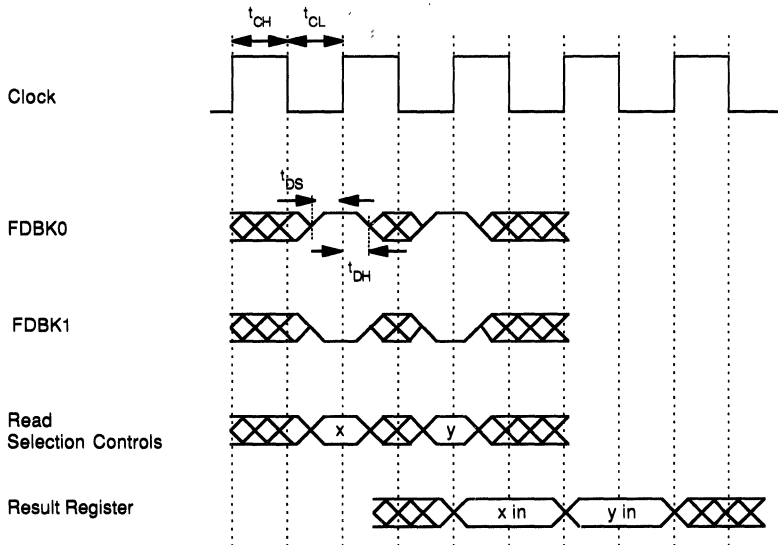 tCH tCL
Clock
tDS
FDBK0
tDH
FDBK1
Read
Selection Controls
x y
Result Register
x in y in